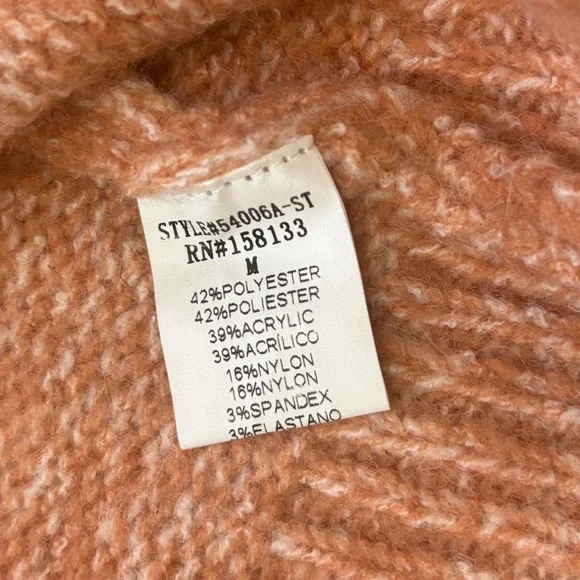 STYLE#54006A-ST
RN#158133
M
42%POLYESTER
42%POLIESTER
39%ACRYLIC
39%ACRÍLICO
16%NYLON
16%NYLON
3%SPANDEX
3%ELASTANO